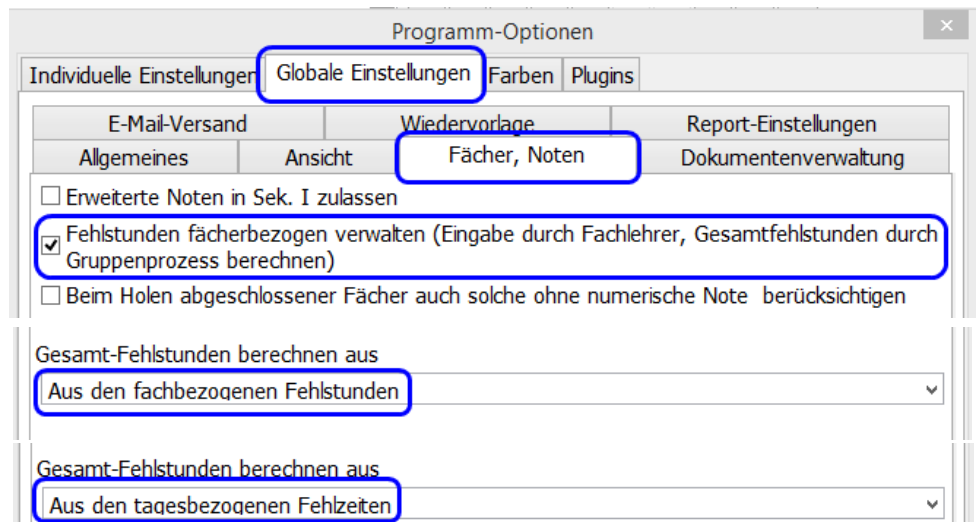 Programm-Optionen
Individuelle Einstellungen Globale Einstellungen Farben Plugins
E-Mail-Versand Wiedervorlage Report-Einstellungen
Allgemeines Ansicht Fächer, Noten Dokumentenverwaltung
Erweiterte Noten in Sek. I zulassen
Fehlstunden fächerbezogen verwalten (Eingabe durch Fachlehrer, Gesamtfehlstunden durch
Gruppenprozess berechnen)
Beim Holen abgeschlossener Fächer auch solche ohne numerische Note berücksichtigen
Gesamt-Fehlstunden berechnen aus
Aus den fachbezogenen Fehlstunden
Gesamt-Fehlstunden berechnen aus
Aus den tagesbezogenen Fehlzeiten